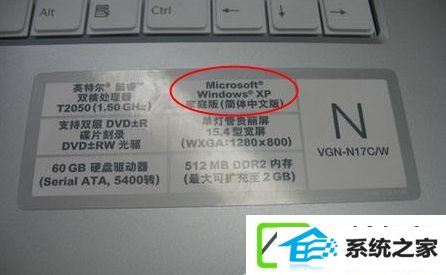 Alt
Ctrl
英特尔® 酷睿™
双核处理器
T2050(1.60 GHz)
Microsoft®
Windows® XP
家庭版(简体中文版)
支持双层 DVD±R
碟片刻录
DVD±RW 光驱
单灯管贵丽屏
15.4 型宽屏
(WXGA:1280×800)
N
VGN-N17C/W
60 GB 硬盘驱动器
(Serial ATA, 5400转)
512 MB DDR2 内存
(最大可扩充至 2 GB)
系统之家